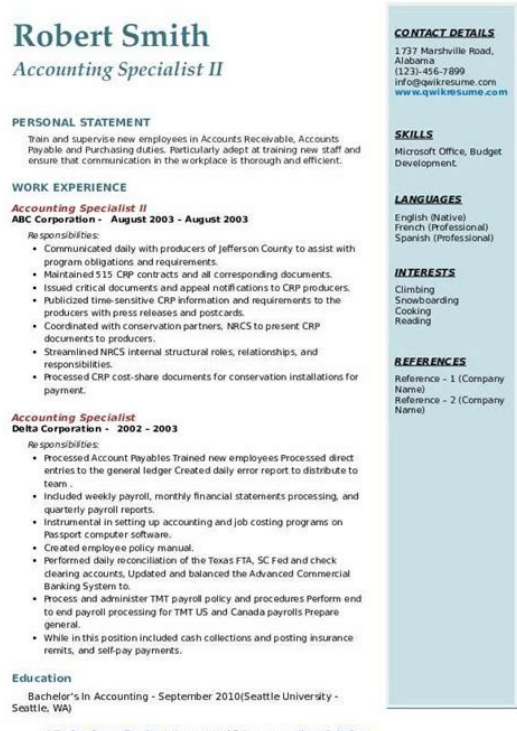 Robert Smith
Accounting Specialist II
PERSONAL STATEMENT
Train and supervise new employees in Accounts Receivable, Accounts
Payable and Purchasing duties. Particularly adept at training new staff and
ensure that communication in the workplace is thorough and efficient.
WORK EXPERIENCE
Accounting Specialist II
ABC Corporation - August 2003 – August 2003
Responsibilities:
• Communicated daily with producers of Jefferson County to assist with
program obligations and requirements.
• Maintained 515 CRP contracts and all corresponding documents.
• Issued critical documents and appeal notifications to CRP producers.
• Publicized time-sensitive CRP information and requirements to the
producers with press releases and postcards.
• Coordinated with conservation partners, NRCS to present CRP
documents to producers.
• Streamlined NRCS internal structural roles, relationships, and
responsibilities.
• Processed CRP cost-share documents for conservation installations for
payment.
Accounting Specialist
Delta Corporation - 2002 – 2003
Responsibilities:
• Processed Account Payables Trained new employees Processed direct
entries to the general ledger Created daily error report to distribute to
team .
• Included weekly payroll, monthly financial statements processing, and
quarterly payroll reports.
• Instrumental in setting up accounting and job costing programs on
Passport computer software.
• Created employee policy manual.
• Performed daily reconciliation of the Texas FTA, SC Fed and check
clearing accounts, Updated and balanced the Advanced Commercial
Banking System to.
• Process and administer TMT payroll policy and procedures Perform end
to end payroll processing for TMT US and Canada payrolls Prepare
general.
• While in this position included cash collections and posting insurance
remits, and self-pay payments.
Education
Bachelor's In Accounting - September 2010(Seattle University -
Seattle, WA)
CONTACT DETAILS
1737 Marshville Road,
Alabama
(123)-456-7899
info@qwikresume.com
www.qwikresume.com
SKILLS
Microsoft Office, Budget
Development.
LANGUAGES
English (Native)
French (Professional)
Spanish (Professional)
INTERESTS
Climbing
Snowboarding
Cooking
Reading
REFERENCES
Reference – 1 (Company
Name)
Reference – 2 (Company
Name)